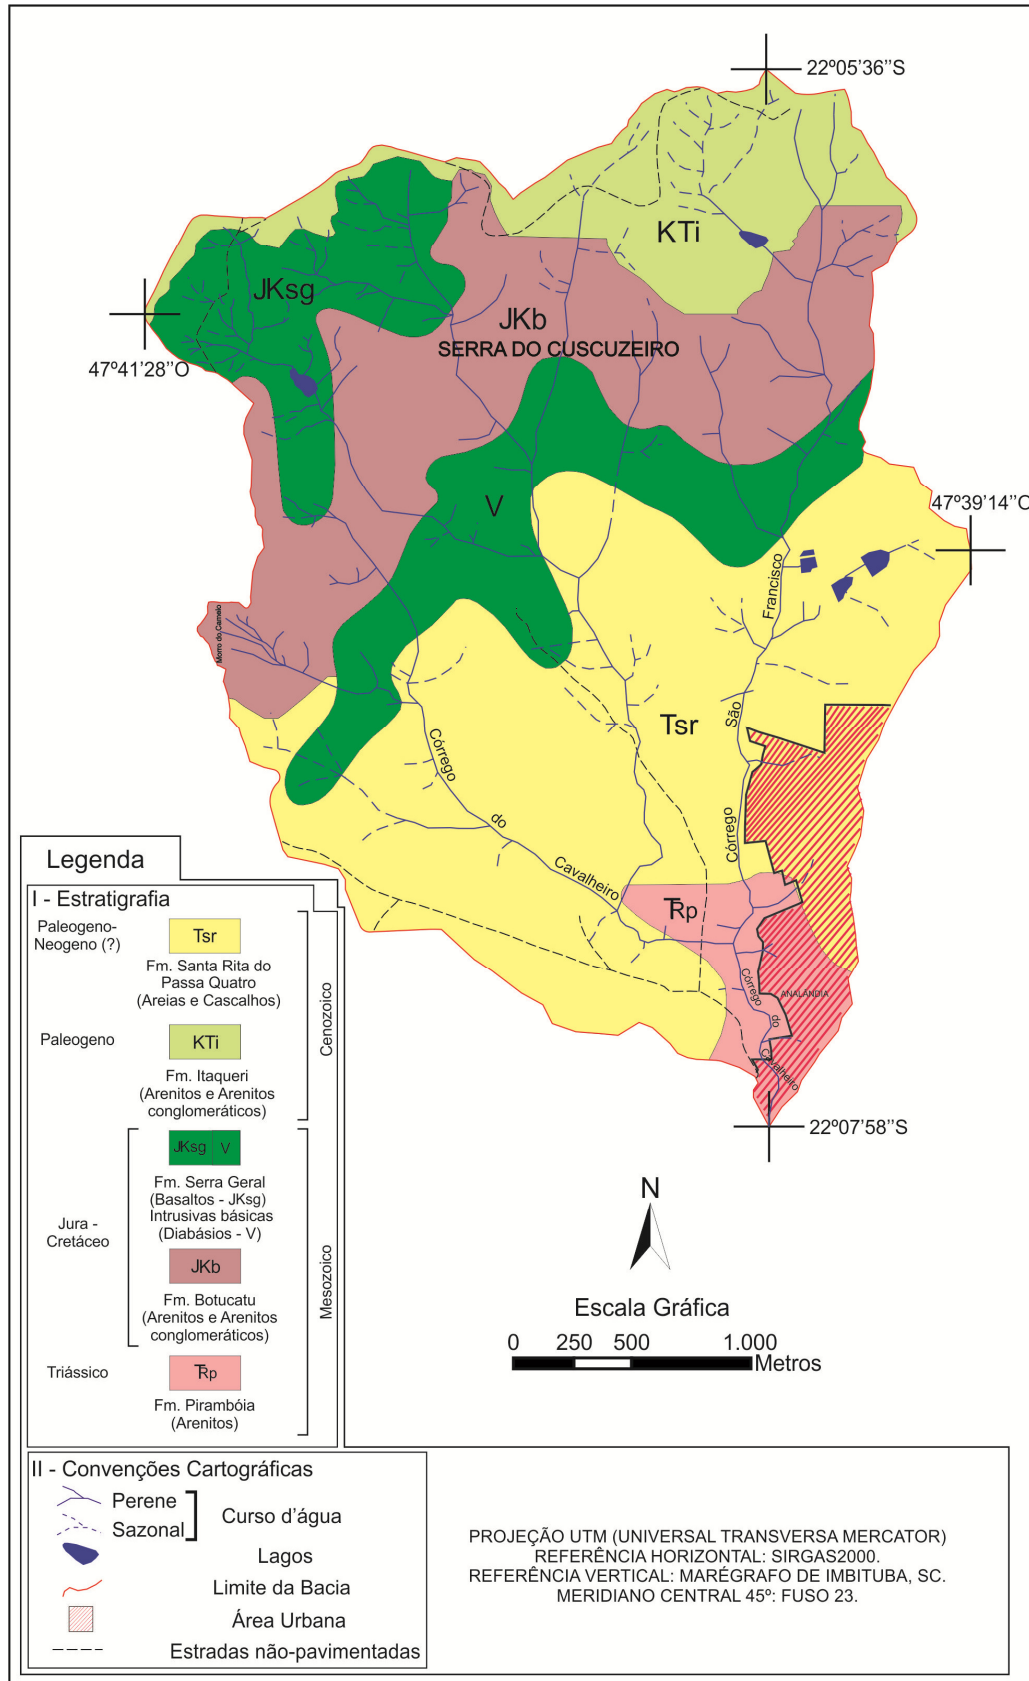 22º05'36''S
KTi
JKsg
JKb
SERRA DO CUSCUZEIRO
47º41'28''O
V
47º39'14''O
Francisco
São
Córrego
Morro do Camelo
Tsr
Córrego
do
Cavalheiro
TRp
ANALÂNDIA
Córrego
do
Cavalheiro
22º07'58''S
Legenda
I - Estratigrafia
Paleogeno-
Neogeno (?)
Tsr
Fm. Santa Rita do
Passa Quatro
(Areias e Cascalhos)
Paleogeno
KTi
Fm. Itaqueri
(Arenitos e Arenitos
conglomeráticos)
Cenozoico
JKsg V
Fm. Serra Geral
(Basaltos - JKsg)
Intrusivas básicas
(Diabásios - V)
Jura -
Cretáceo
JKb
Fm. Botucatu
(Arenitos e Arenitos
conglomeráticos)
Mesozoico
Triássico
TRp
Fm. Pirambóia
(Arenitos)
N
Escala Gráfica
0 250 500 1.000
Metros
II - Convenções Cartográficas
Perene
Sazonal
Curso d'água
Lagos
Limite da Bacia
Área Urbana
Estradas não-pavimentadas
PROJEÇÃO UTM (UNIVERSAL TRANSVERSA MERCATOR)
REFERÊNCIA HORIZONTAL: SIRGAS2000.
REFERÊNCIA VERTICAL: MARÉGRAFO DE IMBITUBA, SC.
MERIDIANO CENTRAL 45º: FUSO 23.